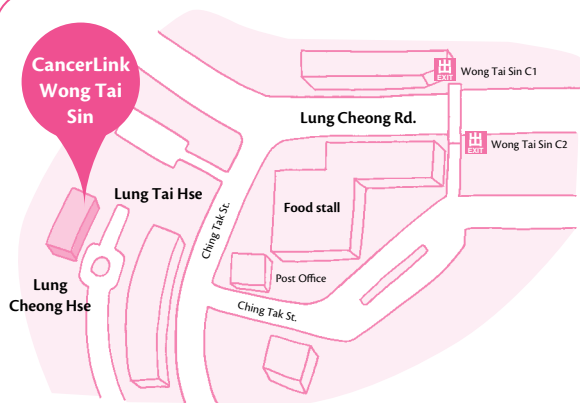 CancerLink
Wong Tai
Sin
EXIT
Wong Tai Sin C1
Lung Cheong Rd.
EXIT
Wong Tai Sin C2
Lung Tai Hse
Ching Tak St.
Food stall
Post Office
Lung
Cheong Hse
Ching Tak St.